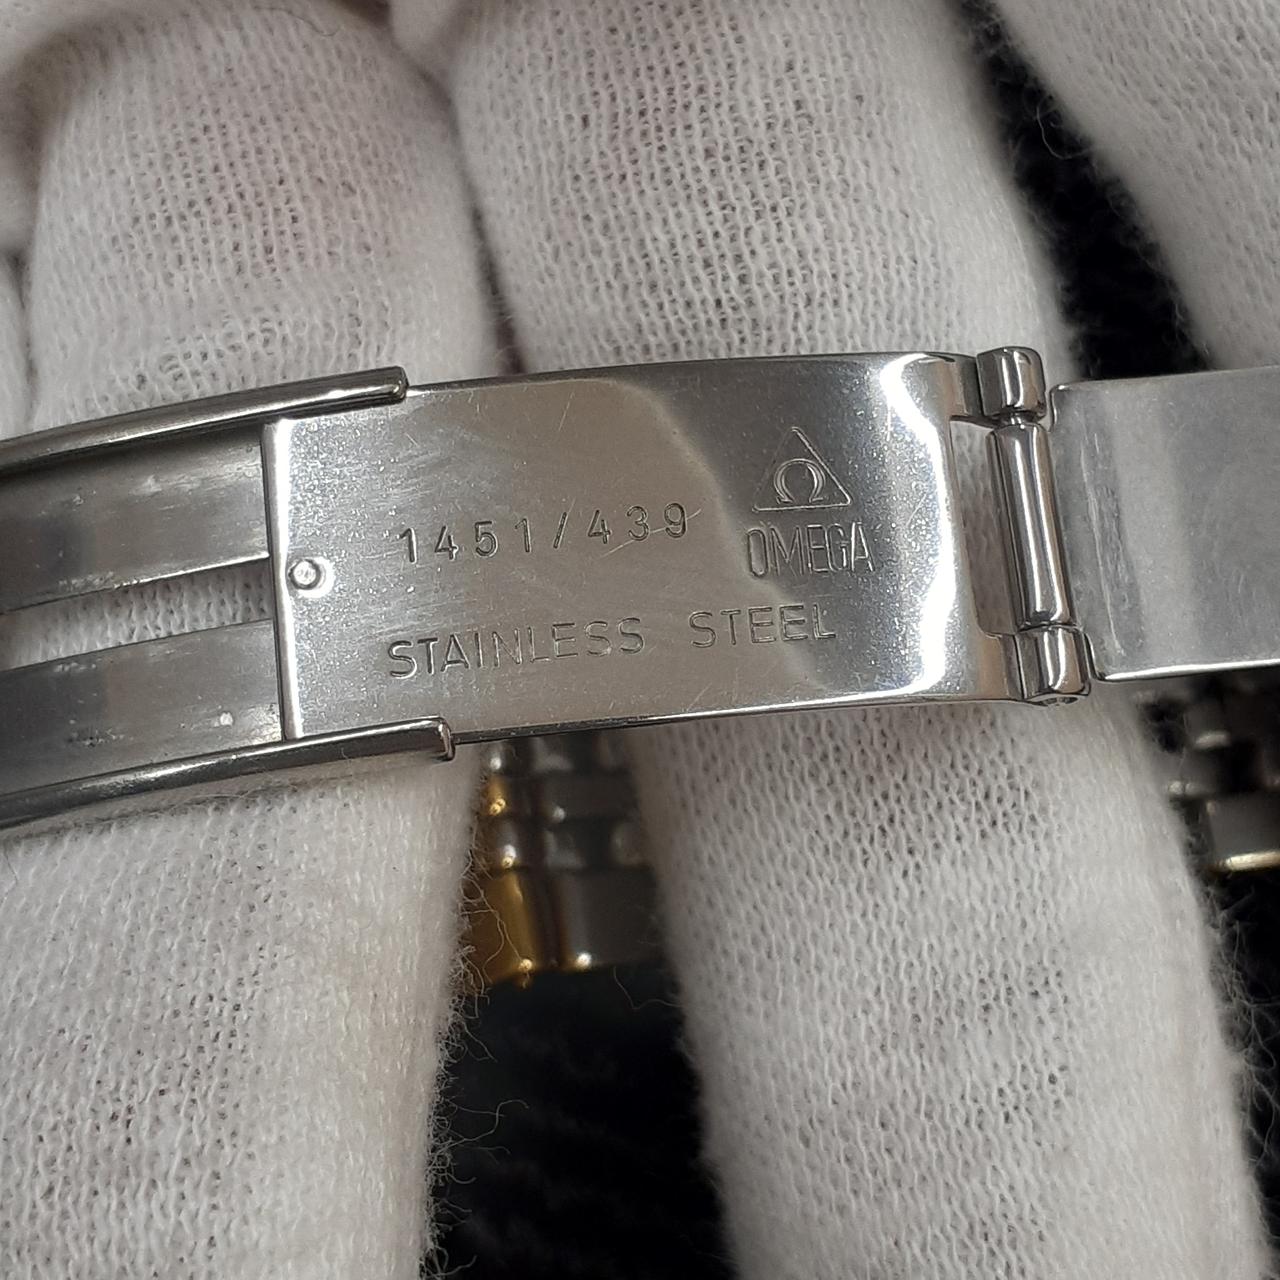 1451/439
Ω
OMEGA
STAINLESS STEEL